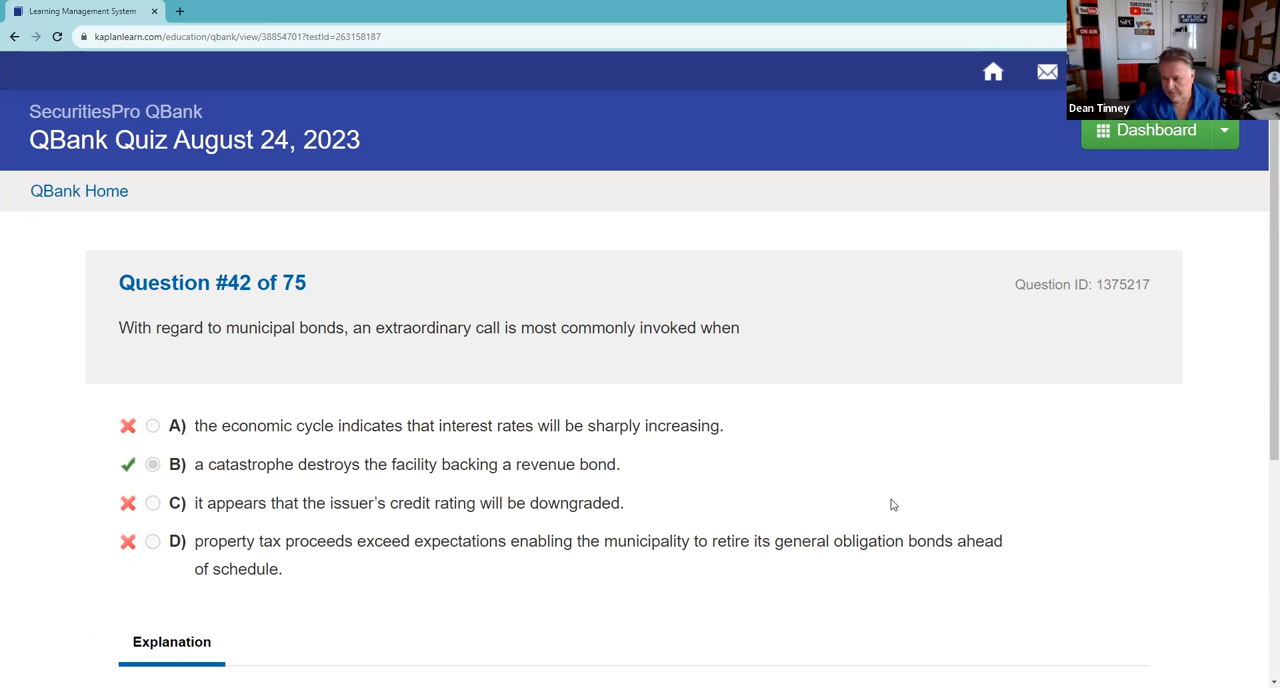 Learning Management System
kaplanlearn.com/education/qbank/view/38854701?testId=263158187
SUBSCRIBE
ON AIR
SIPC
Dean Tinney
SecuritiesPro QBank
QBank Quiz August 24, 2023
Dashboard
QBank Home
Question #42 of 75
Question ID: 1375217
With regard to municipal bonds, an extraordinary call is most commonly invoked when
A) the economic cycle indicates that interest rates will be sharply increasing.
B) a catastrophe destroys the facility backing a revenue bond.
C) it appears that the issuer's credit rating will be downgraded.
D) property tax proceeds exceed expectations enabling the municipality to retire its general obligation bonds ahead
of schedule.
Explanation